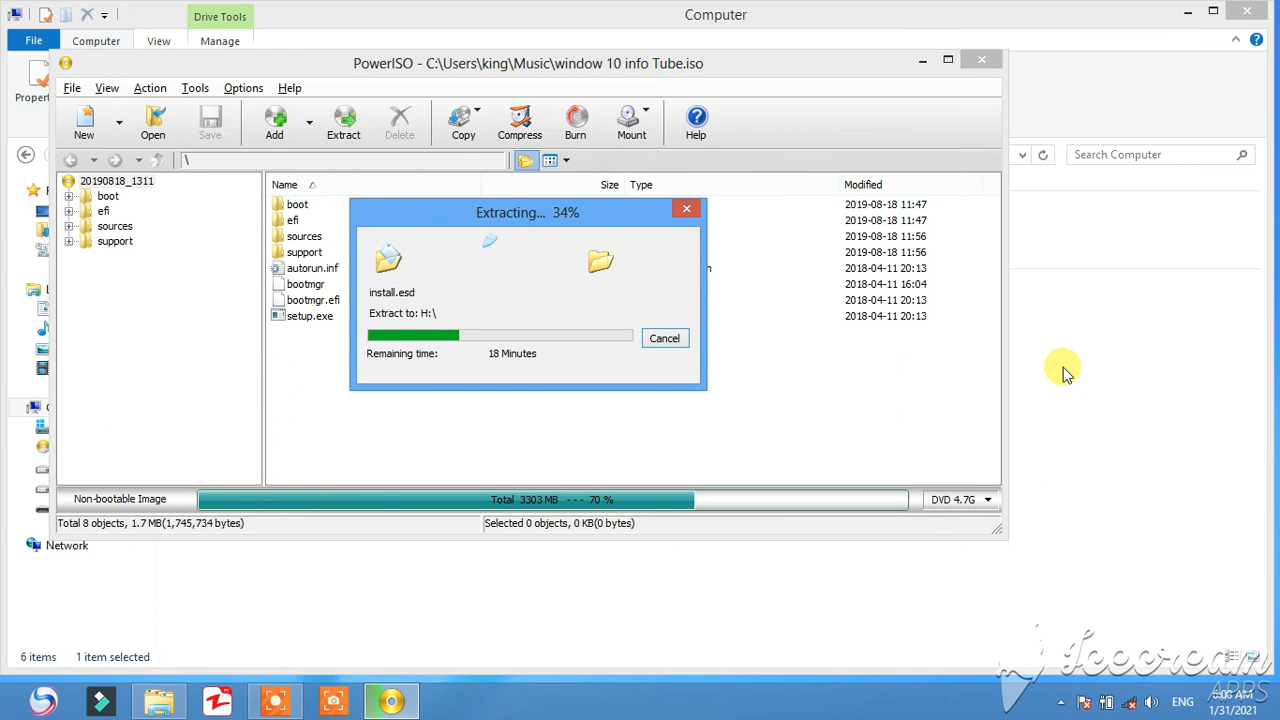 Drive Tools
Computer
File
Computer
View
Manage
PowerISO - C:\Users\king\Music\window 10 info Tube.iso
File
View
Action
Tools
Options
Help
New
Open
Save
Add
Extract
Delete
Copy
Compress
Burn
Mount
Help
\
Search Computer
20190818_1311
boot
efi
sources
support
Name
Size
Type
Modified
boot
2019-08-18 11:47
efi
2019-08-18 11:47
sources
2019-08-18 11:56
support
2019-08-18 11:56
autorun.inf
2018-04-11 20:13
bootmgr
2018-04-11 16:04
bootmgr.efi
2018-04-11 20:13
setup.exe
2018-04-11 20:13
Extracting... 34%
install.esd
Extract to: H:\
Cancel
Remaining time:
18 Minutes
Non-bootable Image
Total 3303 MB --- 70 %
DVD 4.7G
Total 8 objects, 1.7 MB(1,745,734 bytes)
Selected 0 objects, 0 KB(0 bytes)
Network
6 items
1 item selected
Icecream
APPS
ENG
1/31/2021